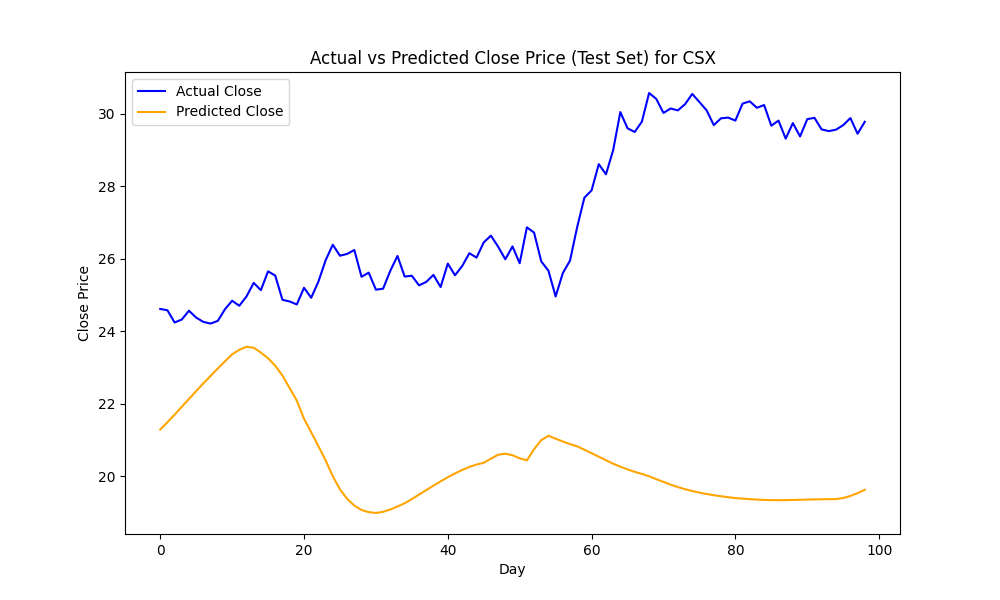 Actual vs Predicted Close Price (Test Set) for CSX
Actual Close
Predicted Close
Close Price
30
28
26
24
22
20
0 20 40 60 80 100
Day